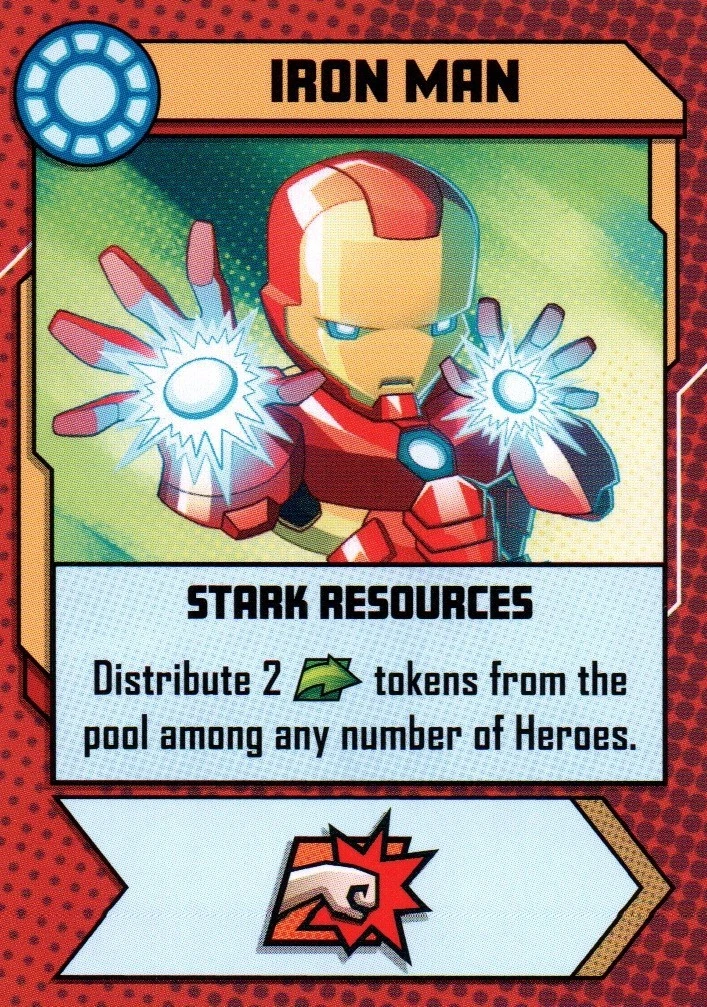 IRON MAN
STARK RESOURCES
Distribute 2 tokens from the
pool among any number of Heroes.